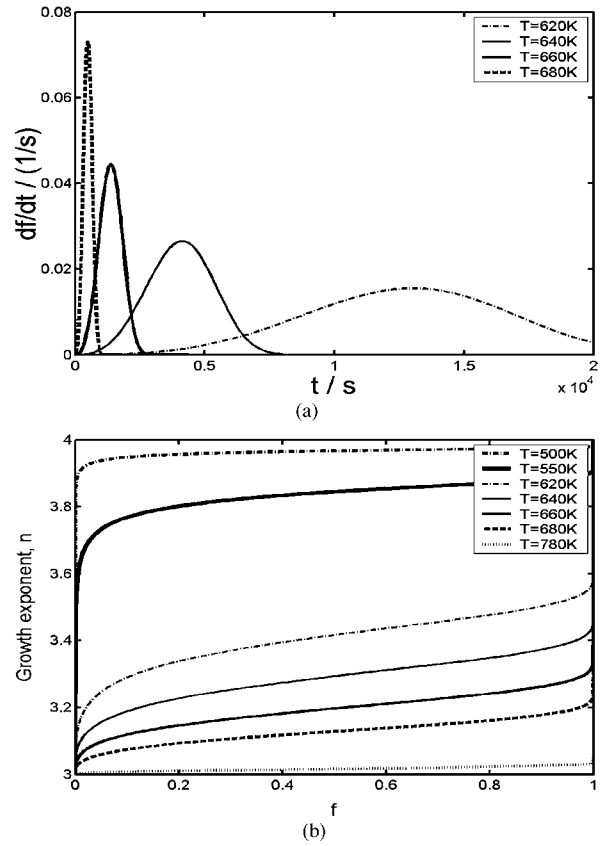 0.08
0.06
0.04
0.02
0
df/dt / (1/s)
T=620K
T=640K
T=660K
T=680K
0 0.5 1 1.5 2
t / s
x 10^4
(a)
4
3.8
3.6
3.4
3.2
3
Growth exponent, n
T=500K
T=550K
T=620K
T=640K
T=660K
T=680K
T=780K
0 0.2 0.4 0.6 0.8 1
f
(b)